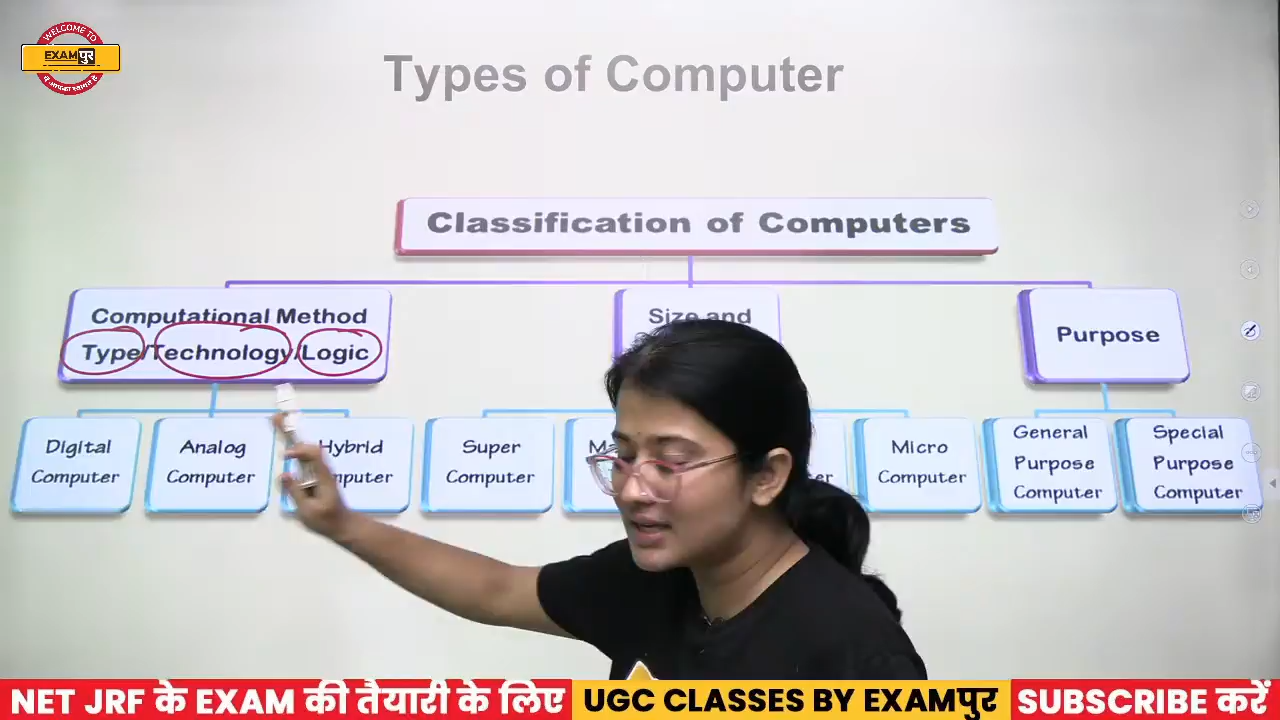 WELCOME TO
EXAMपुर
Types of Computer
Classification of Computers
Computational Method
Type/Technology/Logic
Size and
Purpose
Digital
Computer
Analog
Computer
Hybrid
Super
Computer
Micro
Computer
General
Purpose
Computer
Special
Purpose
Computer
NET JRF के EXAM की तैयारी के लिए
UGC CLASSES BY EXAMपुर
SUBSCRIBE करें